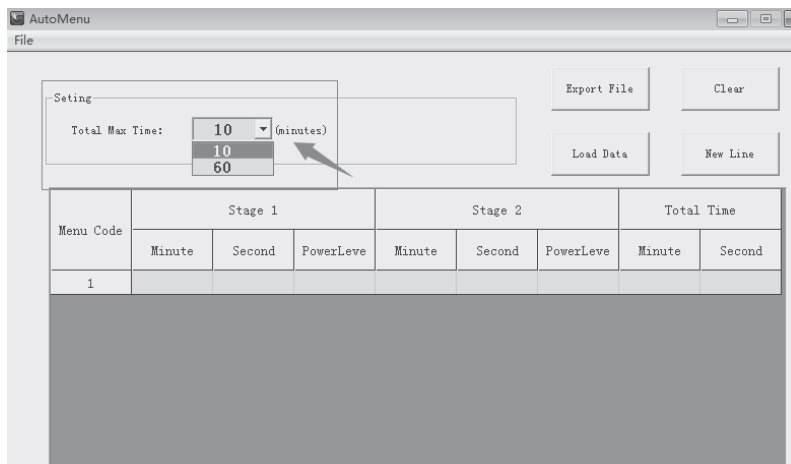 AutoMenu
File
Seting
Total Max Time: 10 (minutes)
10
60
Export File Clear
Load Data New Line
Menu Code Stage 1 Stage 2 Total Time
Minute Second PowerLeve Minute Second PowerLeve Minute Second
1